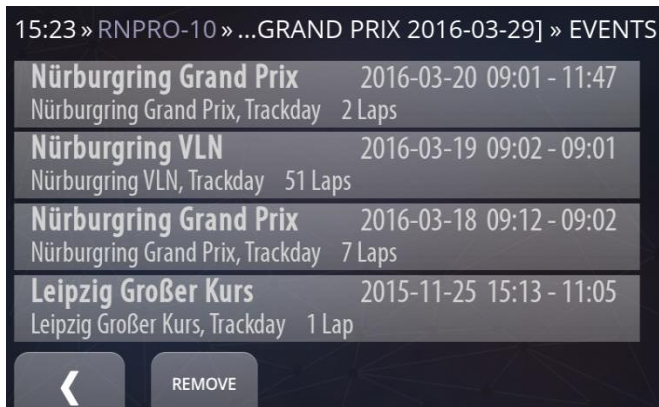 15:23 » RNPRO-10 » ...GRAND PRIX 2016-03-29] » EVENTS
Nürburgring Grand Prix 2016-03-20 09:01 - 11:47
Nürburgring Grand Prix, Trackday 2 Laps
Nürburgring VLN 2016-03-19 09:02 - 09:01
Nürburgring VLN, Trackday 51 Laps
Nürburgring Grand Prix 2016-03-18 09:12 - 09:02
Nürburgring Grand Prix, Trackday 7 Laps
Leipzig Großer Kurs 2015-11-25 15:13 - 11:05
Leipzig Großer Kurs, Trackday 1 Lap
❮ REMOVE